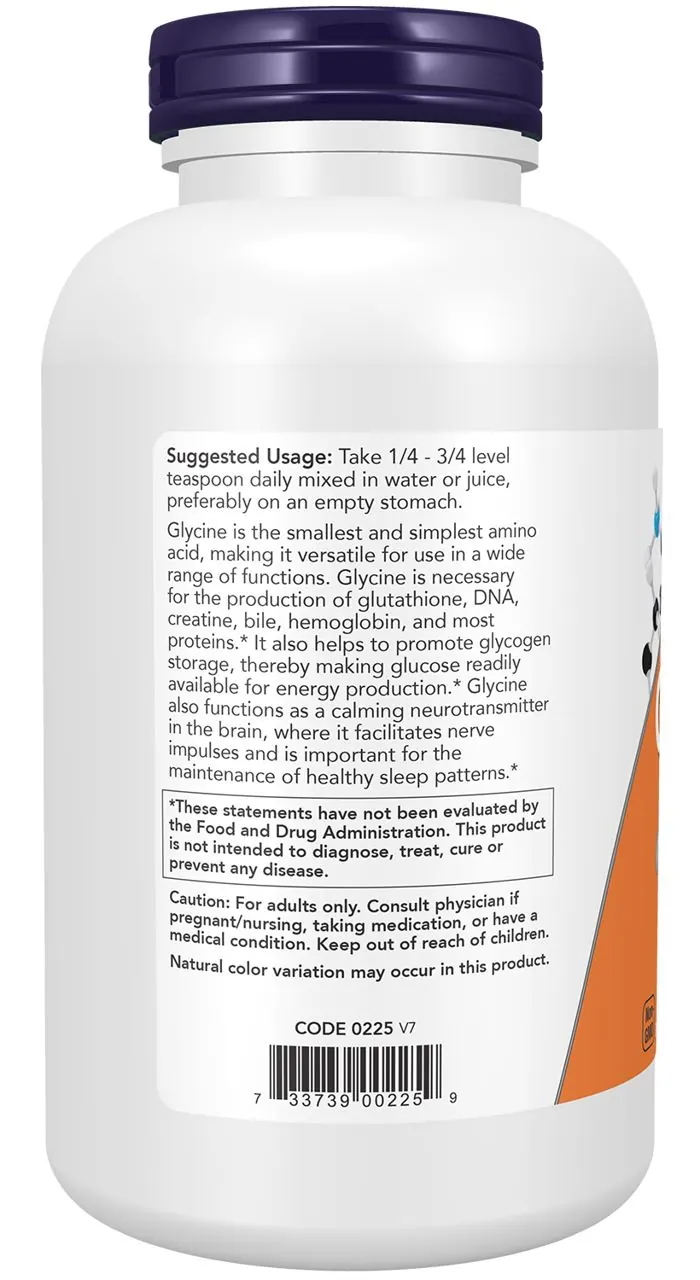 Suggested Usage: Take 1/4 - 3/4 level
teaspoon daily mixed in water or juice,
preferably on an empty stomach.
Glycine is the smallest and simplest amino
acid, making it versatile for use in a wide
range of functions. Glycine is necessary
for the production of glutathione, DNA,
creatine, bile, hemoglobin, and most
proteins.* It also helps to promote glycogen
storage, thereby making glucose readily
available for energy production.* Glycine
also functions as a calming neurotransmitter
in the brain, where it facilitates nerve
impulses and is important for the
maintenance of healthy sleep patterns.*
*These statements have not been evaluated by
the Food and Drug Administration. This product
is not intended to diagnose, treat, cure or
prevent any disease.
Caution: For adults only. Consult physician if
pregnant/nursing, taking medication, or have a
medical condition. Keep out of reach of children.
Natural color variation may occur in this product.
CODE 0225 V7
7 33739 00225 9
Non-
GMO